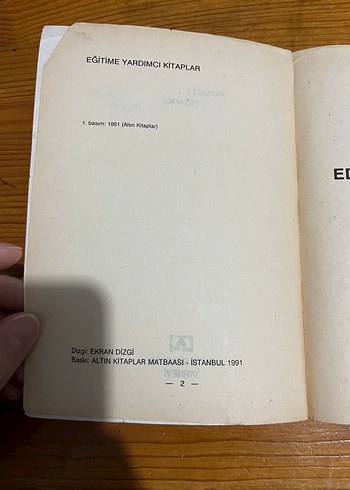 EĞİTİME YARDIMCI KİTAPLAR
1. basım: 1991 (Altın Kitaplar)
Dizgi: EKRAN DİZGİ
Baskı: ALTIN KİTAPLAR MATBAASI - İSTANBUL 1991
— 2 —
ED